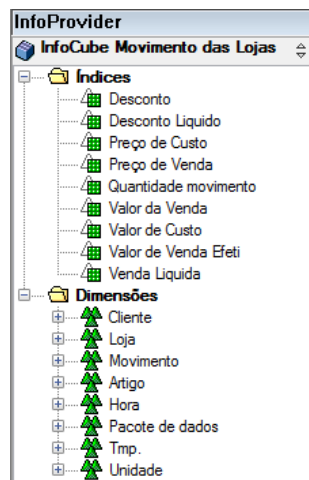 InfoProvider
InfoCube Movimento das Lojas
Índices
Desconto
Desconto Liquido
Preço de Custo
Preço de Venda
Quantidade movimento
Valor da Venda
Valor de Custo
Valor de Venda Efeti
Venda Liquida
Dimensões
Cliente
Loja
Movimento
Artigo
Hora
Pacote de dados
Tmp.
Unidade